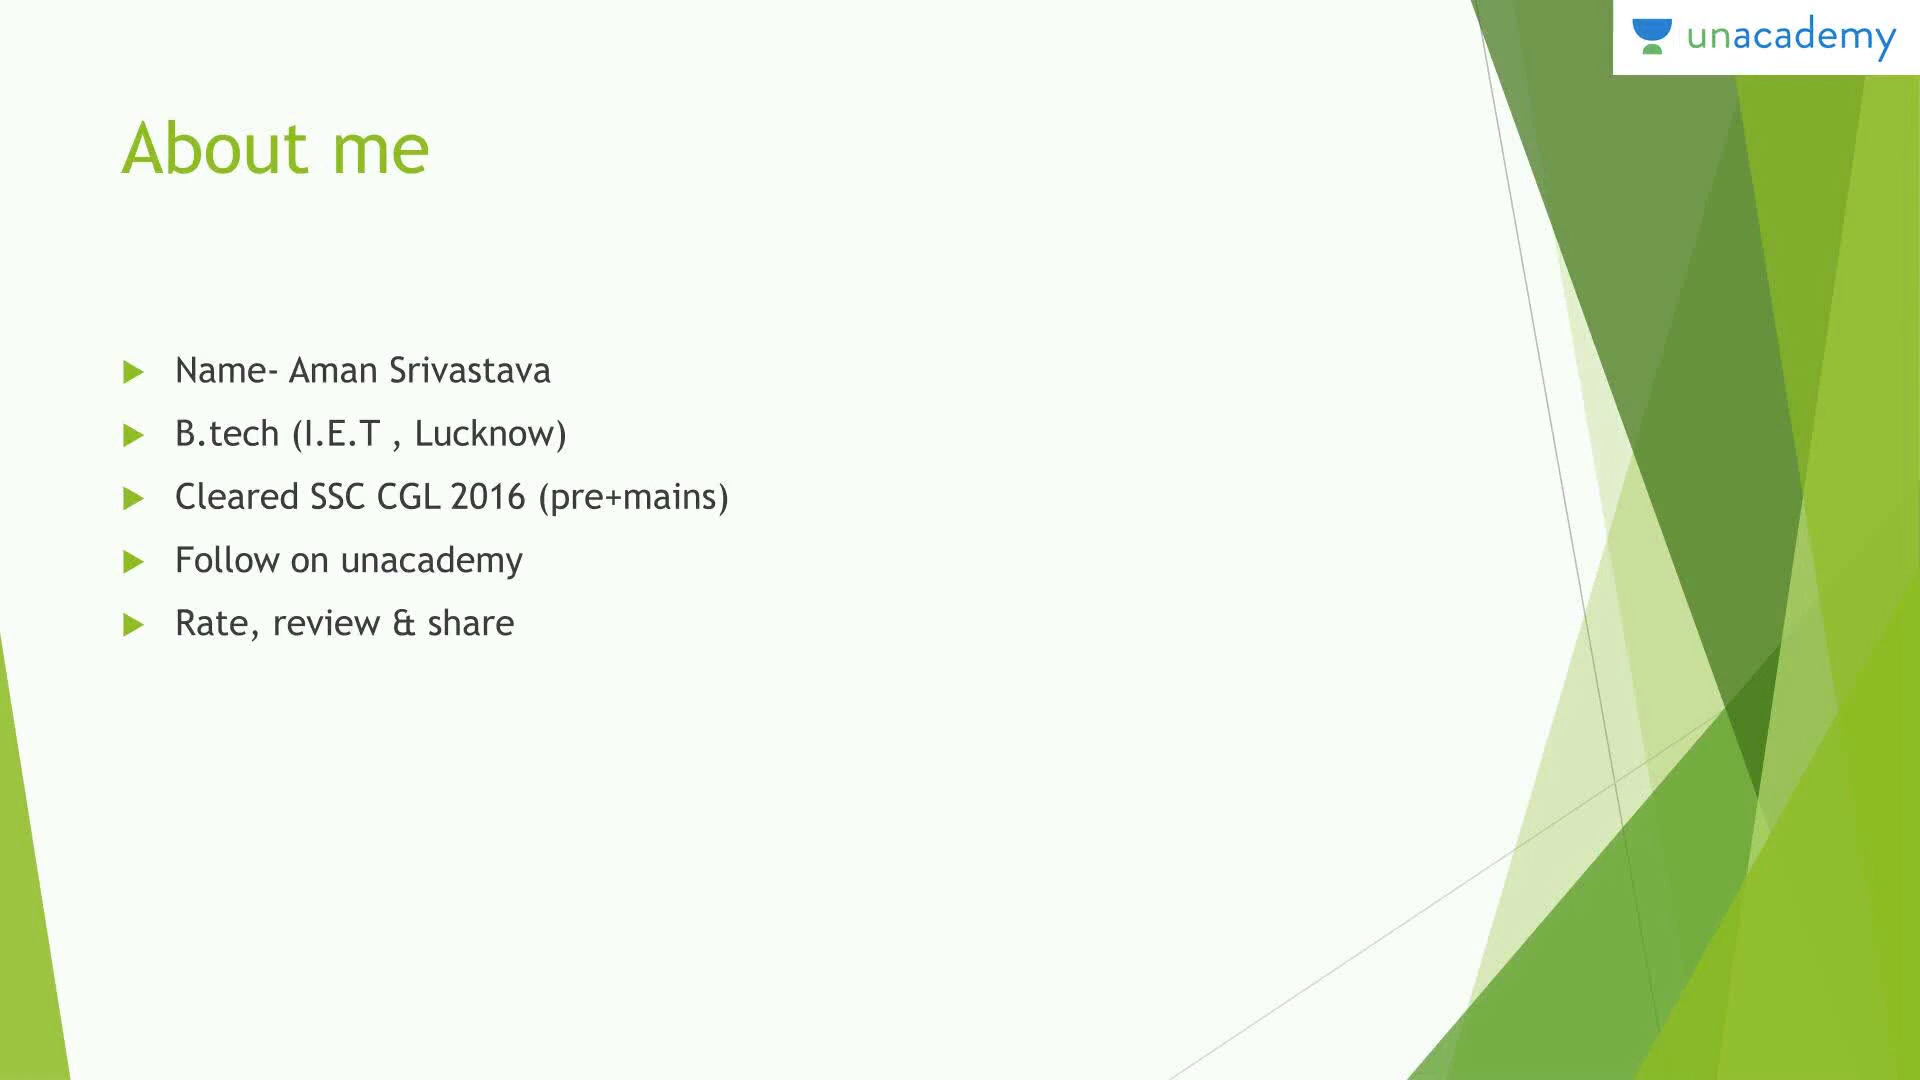 unacademy
About me
Name- Aman Srivastava
B.tech (I.E.T , Lucknow)
Cleared SSC CGL 2016 (pre+mains)
Follow on unacademy
Rate, review & share